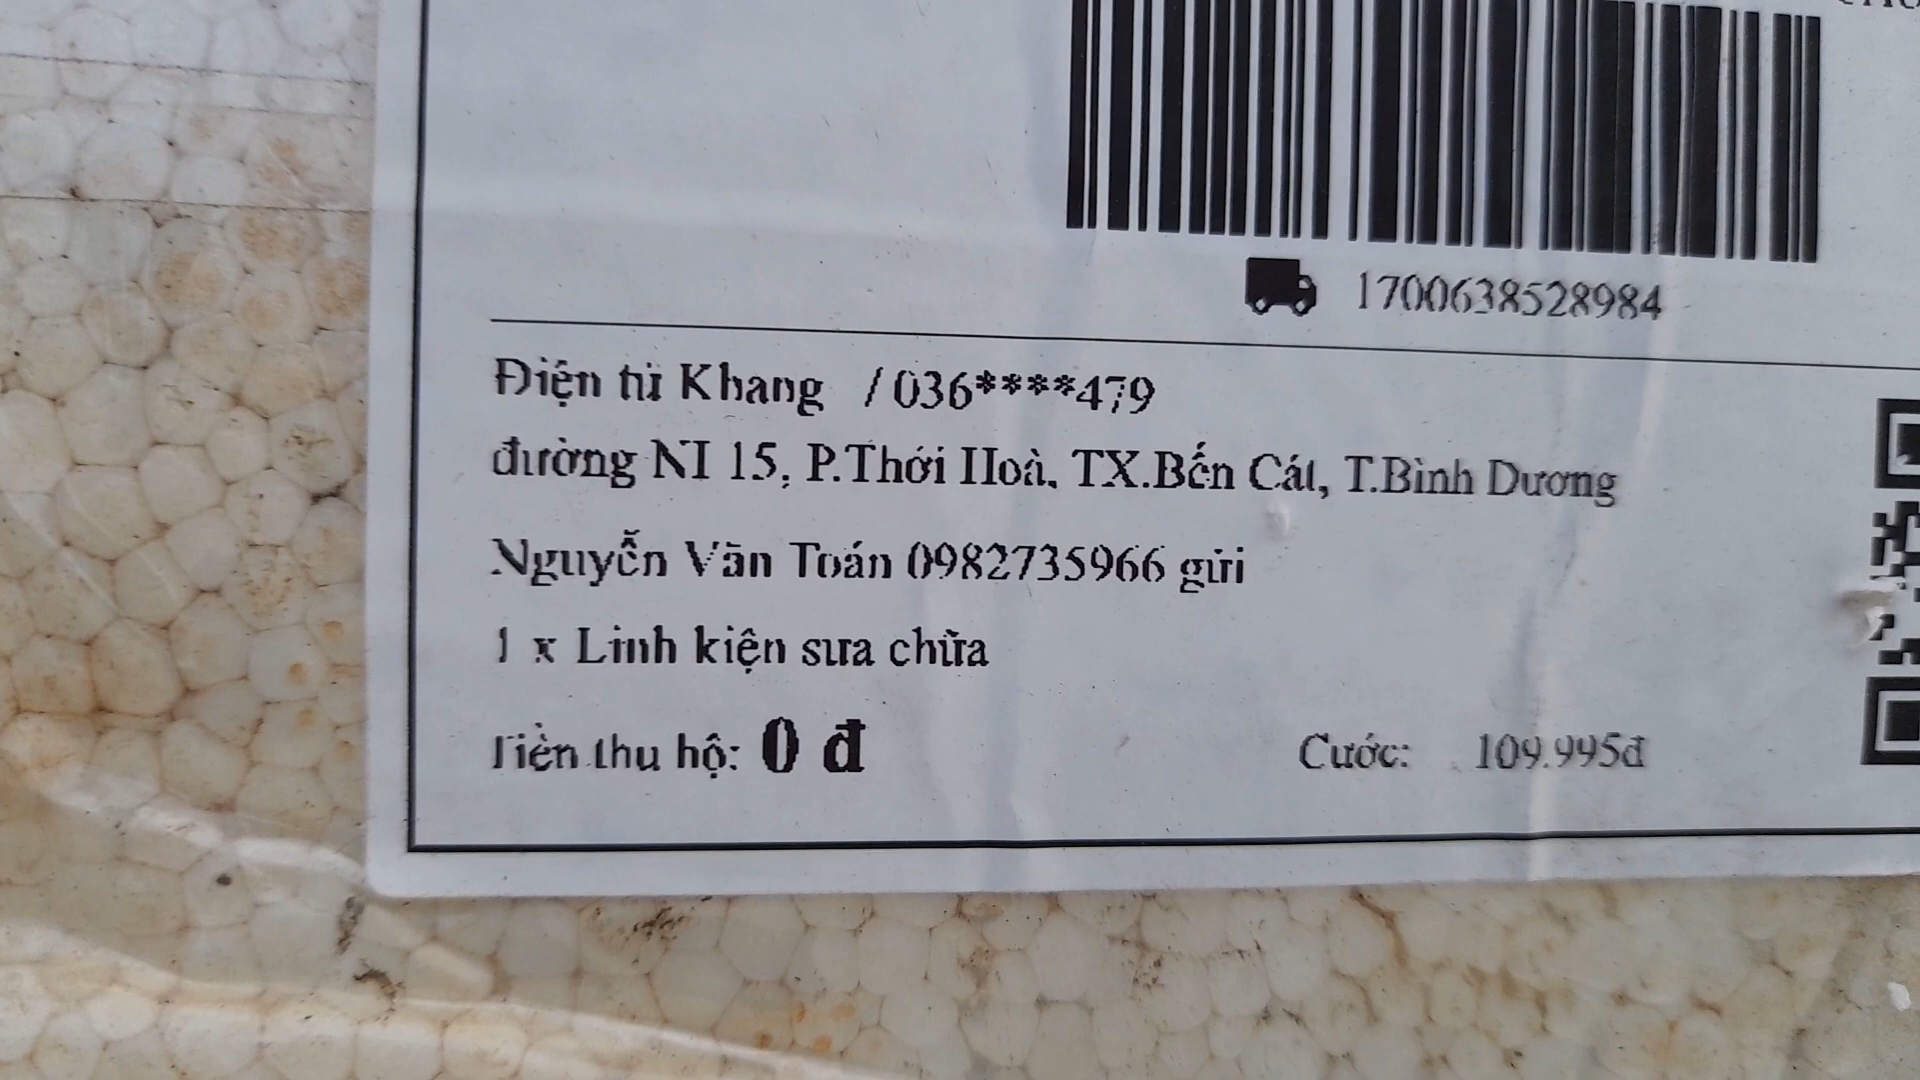 1700638528984
Điện tử Khang / 036****479
đường NI 15, P.Thới Hoà, TX.Bến Cát, T.Bình Dương
Nguyễn Văn Toán 0982735966 gửi
1 x Linh kiện sửa chữa
Tiền thu hộ: 0 đ Cước: 109.995đ